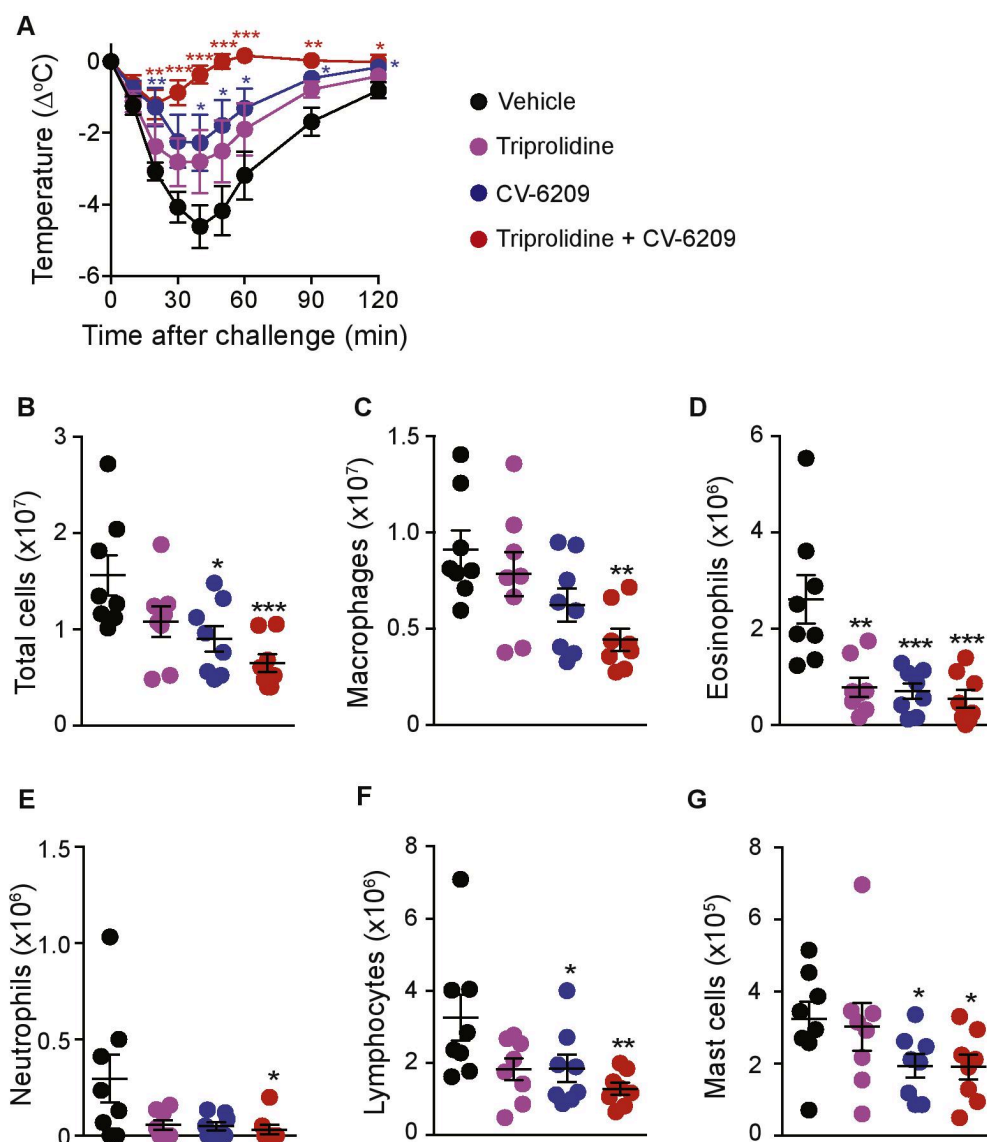 A
Temperature (Δ°C)
0
-2
-4
-6
** *** *** *** *** ** *
** * * * * *
0 30 60 90 120
Time after challenge (min)
Vehicle
Triprolidine
CV-6209
Triprolidine + CV-6209
B
Total cells (x10⁷)
3
2
1
0
* ***
C
Macrophages (x10⁷)
1.5
1.0
0.5
0
**
D
Eosinophils (x10⁶)
6
4
2
0
** *** ***
E
Neutrophils (x10⁶)
1.5
1.0
0.5
0
*
F
Lymphocytes (x10⁶)
8
6
4
2
0
* **
G
Mast cells (x10⁵)
8
6
4
2
0
* *